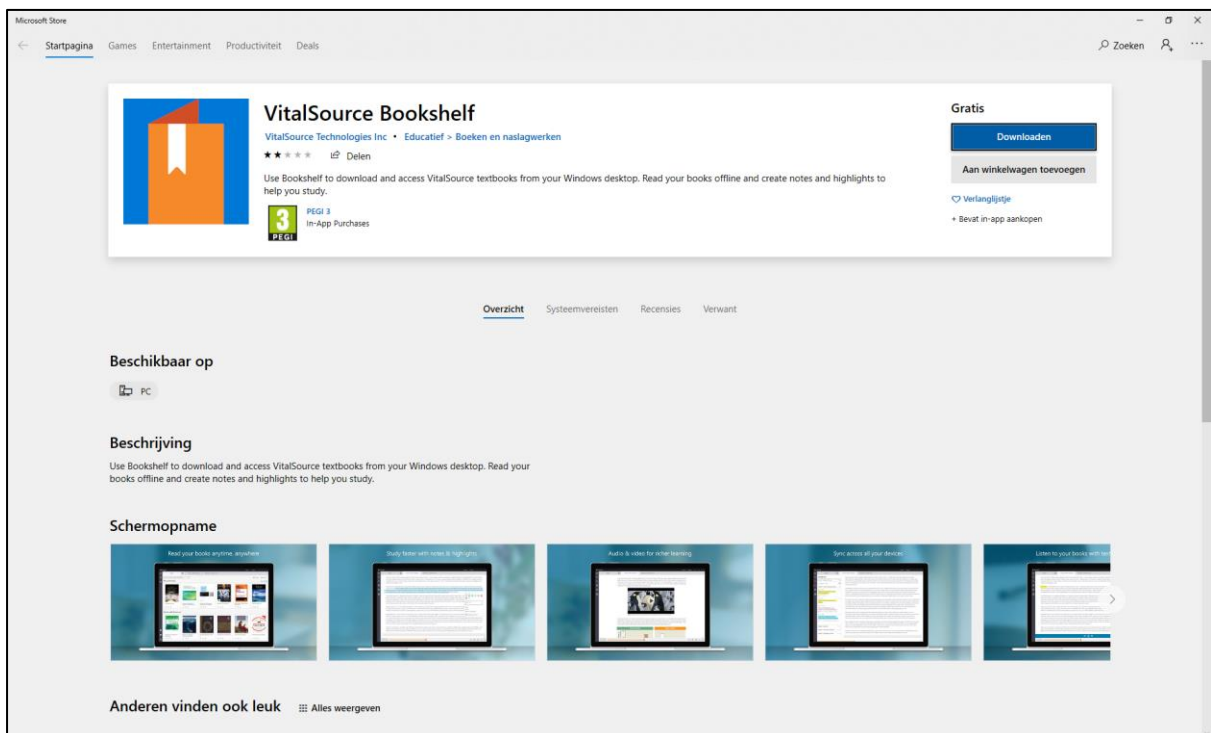 Microsoft Store
Startpagina Games Entertainment Productiviteit Deals Zoeken
VitalSource Bookshelf
VitalSource Technologies Inc • Educatief > Boeken en naslagwerken
Delen
Use Bookshelf to download and access VitalSource textbooks from your Windows desktop. Read your books offline and create notes and highlights to
help you study.
3
PEGI
PEGI 3
In-App Purchases
Gratis
Downloaden
Aan winkelwagen toevoegen
Verlanglijstje
+ Bevat in-app aankopen
Overzicht Systeemvereisten Recensies Verwant
Beschikbaar op
PC
Beschrijving
Use Bookshelf to download and access VitalSource textbooks from your Windows desktop. Read your
books offline and create notes and highlights to help you study.
Schermopname
Read your books anytime, anywhere
Study faster with notes & highlights
Audio & video for richer learning
Sync across all your devices
Listen to your books with
Anderen vinden ook leuk Alles weergeven